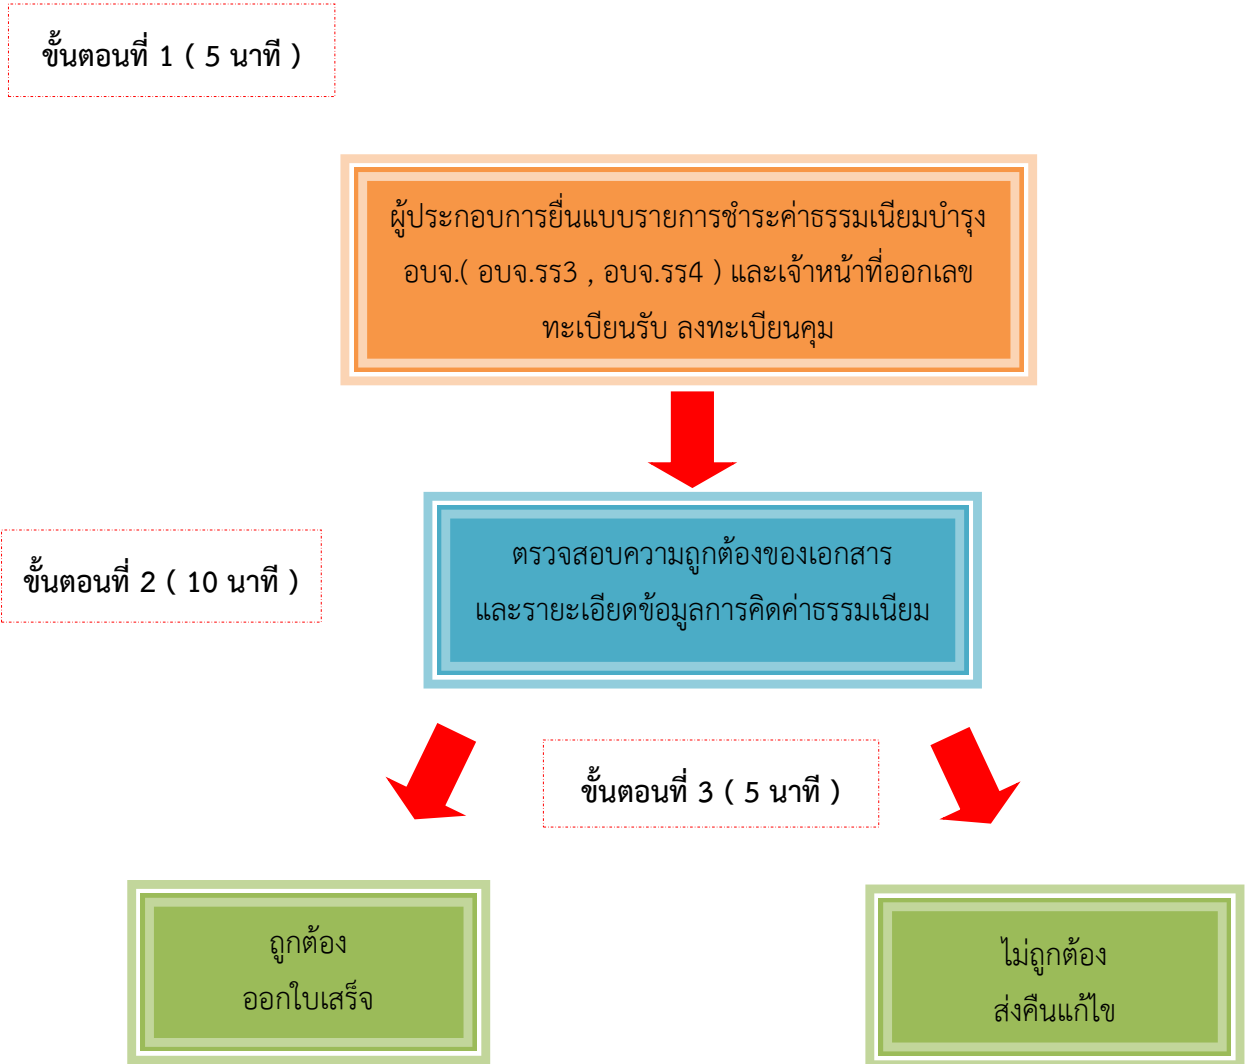 ขั้นตอนที่ 1 ( 5 นาที )
ผู้ประกอบการยื่นแบบรายการชำระค่าธรรมเนียมบำรุง
อบจ.( อบจ.รร3 , อบจ.รร4 ) และเจ้าหน้าที่ออกเลข
ทะเบียนรับ ลงทะเบียนคุม
ขั้นตอนที่ 2 ( 10 นาที )
ตรวจสอบความถูกต้องของเอกสาร
และรายะเอียดข้อมูลการคิดค่าธรรมเนียม
ขั้นตอนที่ 3 ( 5 นาที )
ถูกต้อง
ออกใบเสร็จ
ไม่ถูกต้อง
ส่งคืนแก้ไข